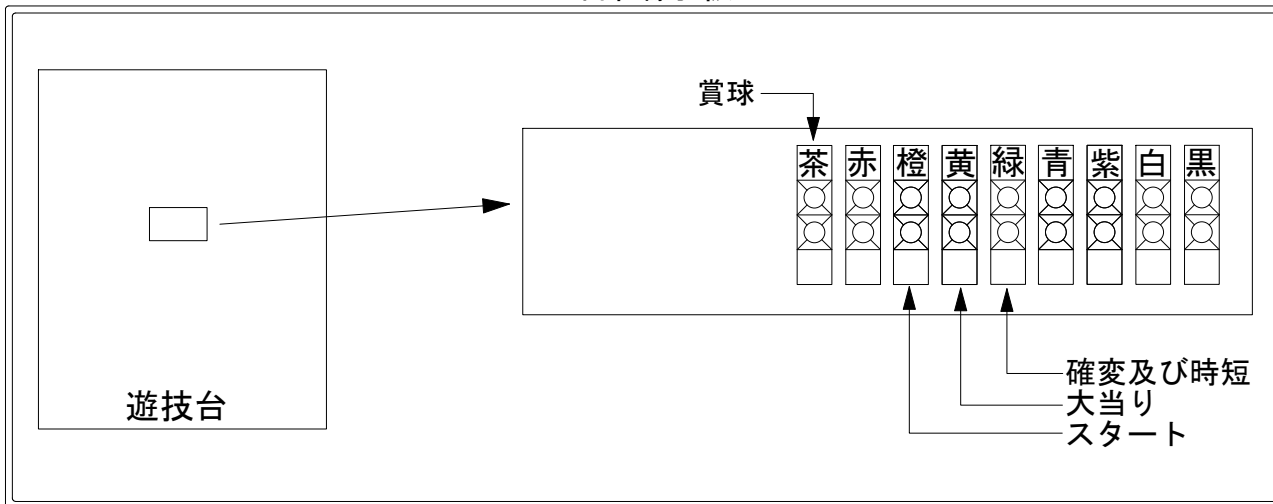 賞球
茶 赤 橙 黄 緑 青 紫 白 黒
確変及び時短
大当り
スタート
遊技台